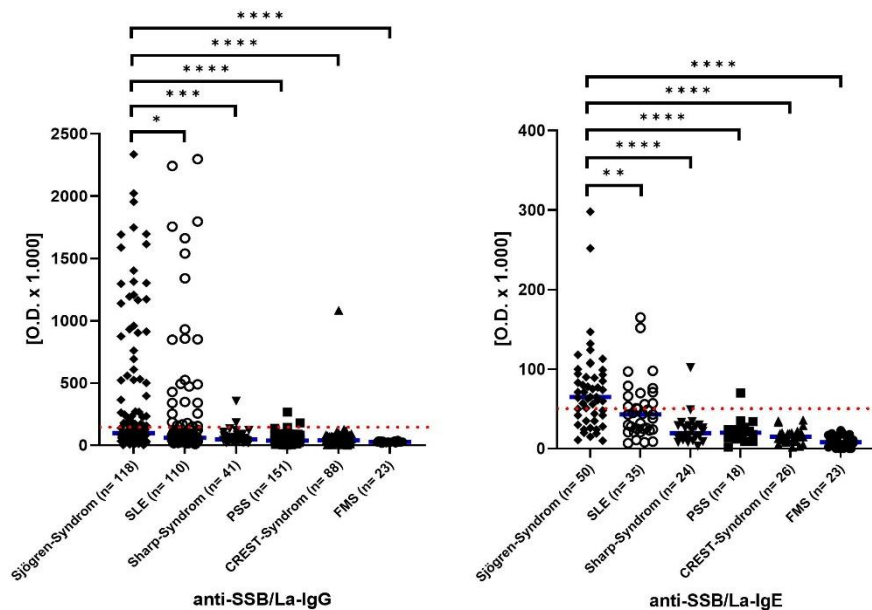 * * * *
* * * *
* * * *
* * *
*
[O.D. x 1.000]
2500
2000
1500
1000
500
0
Sjögren-Syndrom (n= 118)
SLE (n= 110)
Sharp-Syndrom (n= 41)
PSS (n= 151)
CREST-Syndrom (n= 88)
FMS (n= 23)
anti-SSB/La-IgG
* * * *
* * * *
* * * *
* * * *
* *
[O.D. x 1.000]
400
300
200
100
0
Sjögren-Syndrom (n= 50)
SLE (n= 35)
Sharp-Syndrom (n= 24)
PSS (n= 18)
CREST-Syndrom (n= 26)
FMS (n= 23)
anti-SSB/La-IgE